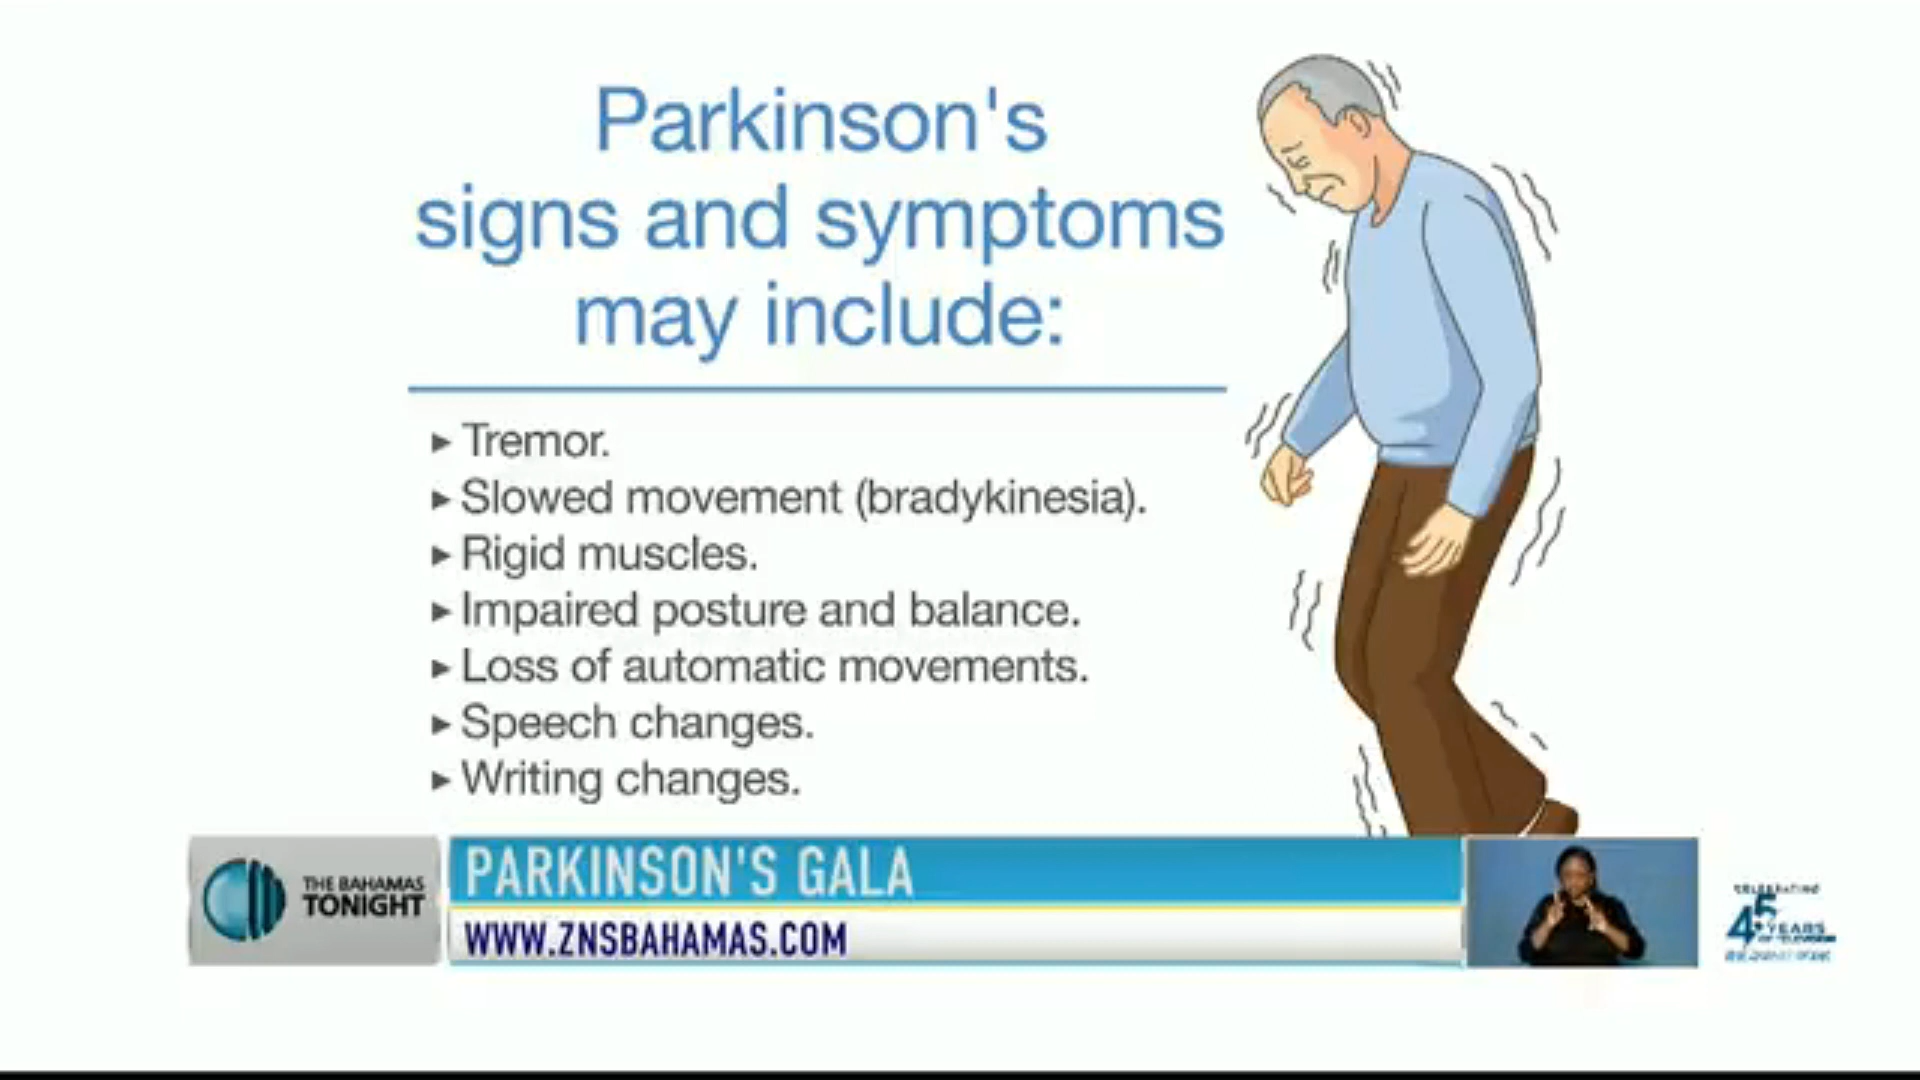 Parkinson's
signs and symptoms
may include:
▸ Tremor.
▸ Slowed movement (bradykinesia).
▸ Rigid muscles.
▸ Impaired posture and balance.
▸ Loss of automatic movements.
▸ Speech changes.
▸ Writing changes.
THE BAHAMAS
TONIGHT
PARKINSON'S GALA
WWW.ZNSBAHAMAS.COM
CELEBRATING
45
YEARS